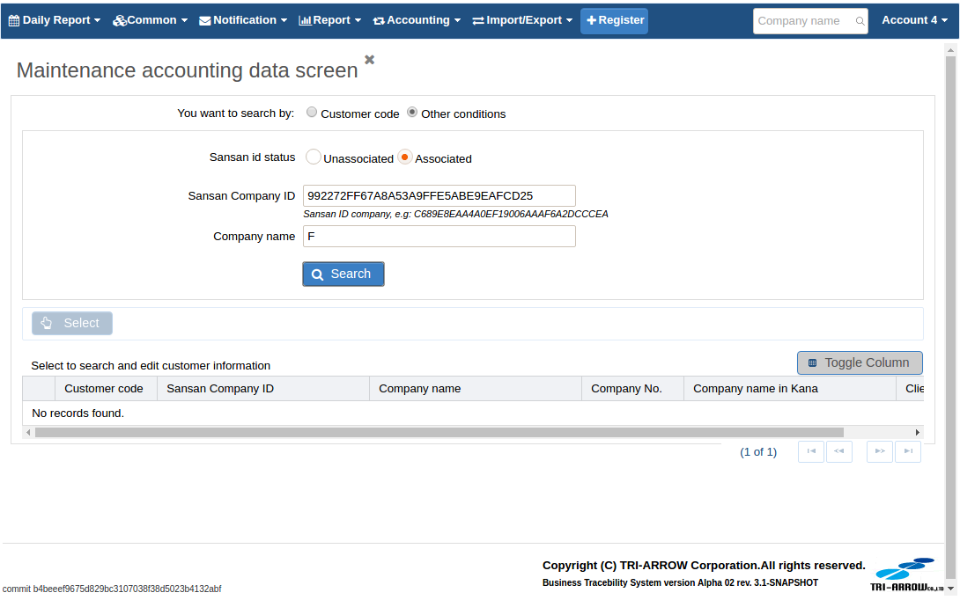 Daily Report Common Notification Report Accounting Import/Export Register Company name Account 4
Maintenance accounting data screen
You want to search by: Customer code Other conditions
Sansan id status Unassociated Associated
Sansan Company ID 992272FF67A8A53A9FFE5ABE9EAFCD25
Sansan ID company, e.g: C689E8EAA4A0EF19006AAAF6A2DCCCEA
Company name F
Search
Select
Select to search and edit customer information Toggle Column
Customer code Sansan Company ID Company name Company No. Company name in Kana Clie
No records found.
(1 of 1)
Copyright (C) TRI-ARROW Corporation.All rights reserved.
Business Tracebility System version Alpha 02 rev. 3.1-SNAPSHOT
TRI-ARROW
commit b4beeef9675d829bc3107038f38d5023b4132abf